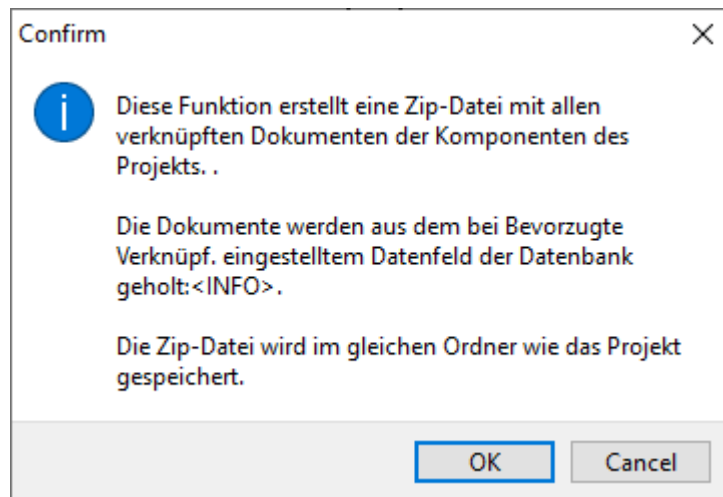 Confirm
Diese Funktion erstellt eine Zip-Datei mit allen
verknüpften Dokumenten der Komponenten des
Projekts. .
Die Dokumente werden aus dem bei Bevorzugte
Verknüpf. eingestelltem Datenfeld der Datenbank
geholt:<INFO>.
Die Zip-Datei wird im gleichen Ordner wie das Projekt
gespeichert.
OK
Cancel